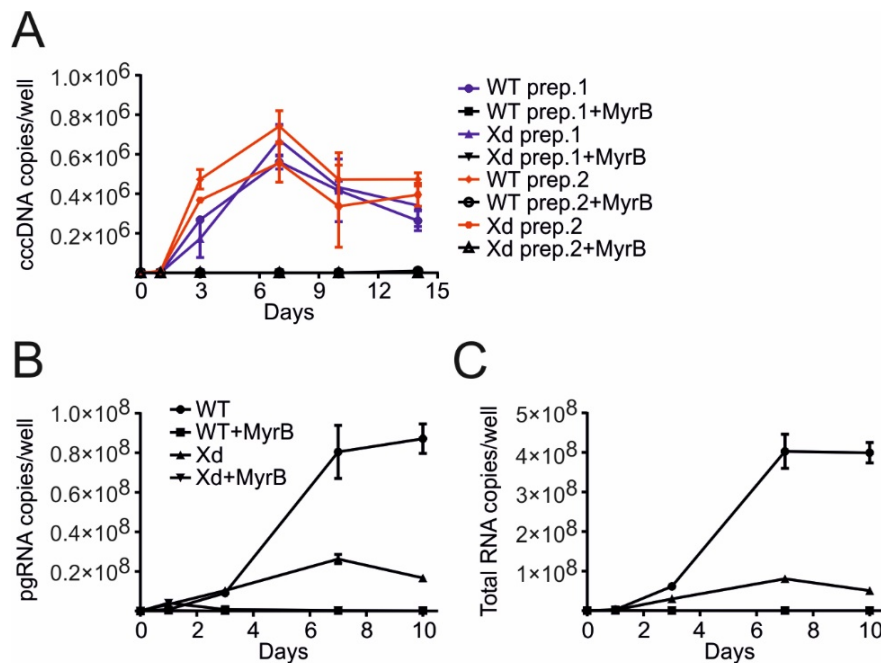 A
cccDNA copies/well
1.0×10⁶
0.8×10⁶
0.6×10⁶
0.4×10⁶
0.2×10⁶
0 3 6 9 12 15
Days
WT prep.1
WT prep.1+MyrB
Xd prep.1
Xd prep.1+MyrB
WT prep.2
WT prep.2+MyrB
Xd prep.2
Xd prep.2+MyrB
B
pgRNA copies/well
1.0×10⁸
0.8×10⁸
0.6×10⁸
0.4×10⁸
0.2×10⁸
0 2 4 6 8 10
Days
WT
WT+MyrB
Xd
Xd+MyrB
C
Total RNA copies/well
5×10⁸
4×10⁸
3×10⁸
2×10⁸
1×10⁸
0 2 4 6 8 10
Days